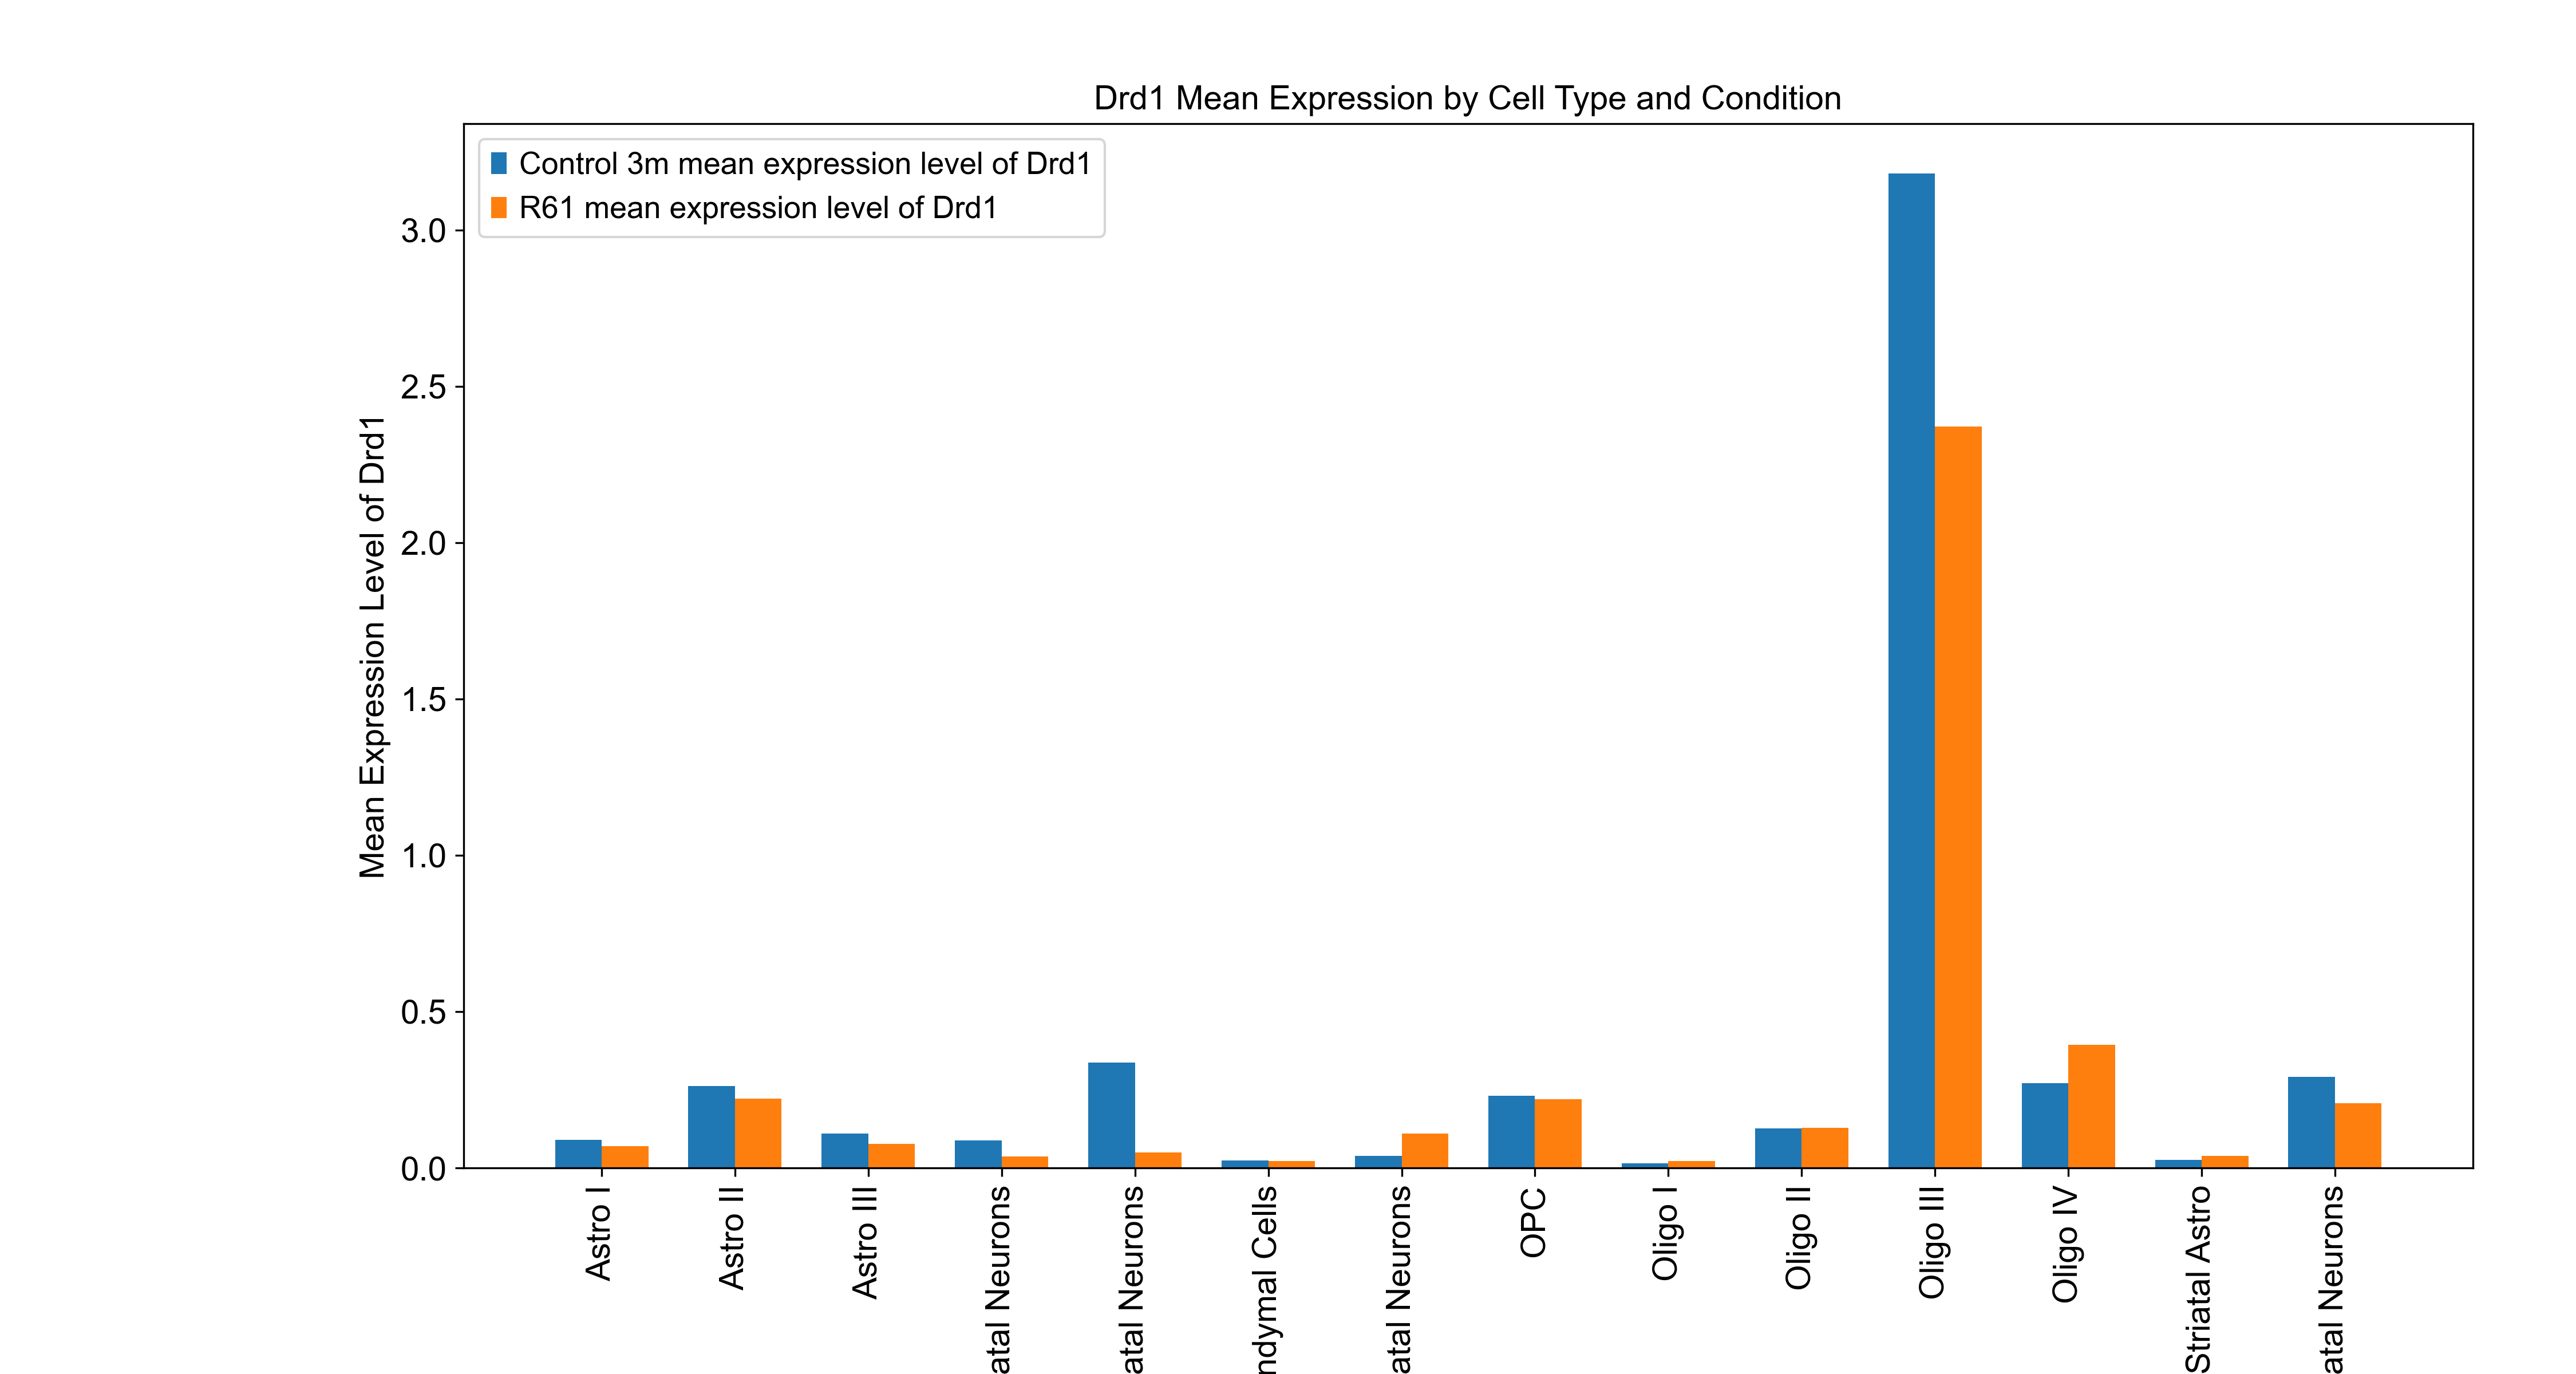 Drd1 Mean Expression by Cell Type and Condition
Control 3m mean expression level of Drd1
R61 mean expression level of Drd1
Mean Expression Level of Drd1
3.0
2.5
2.0
1.5
1.0
0.5
0.0
Astro I
Astro II
Astro III
atal Neurons
atal Neurons
ndymal Cells
atal Neurons
OPC
Oligo I
Oligo II
Oligo III
Oligo IV
Striatal Astro
atal Neurons